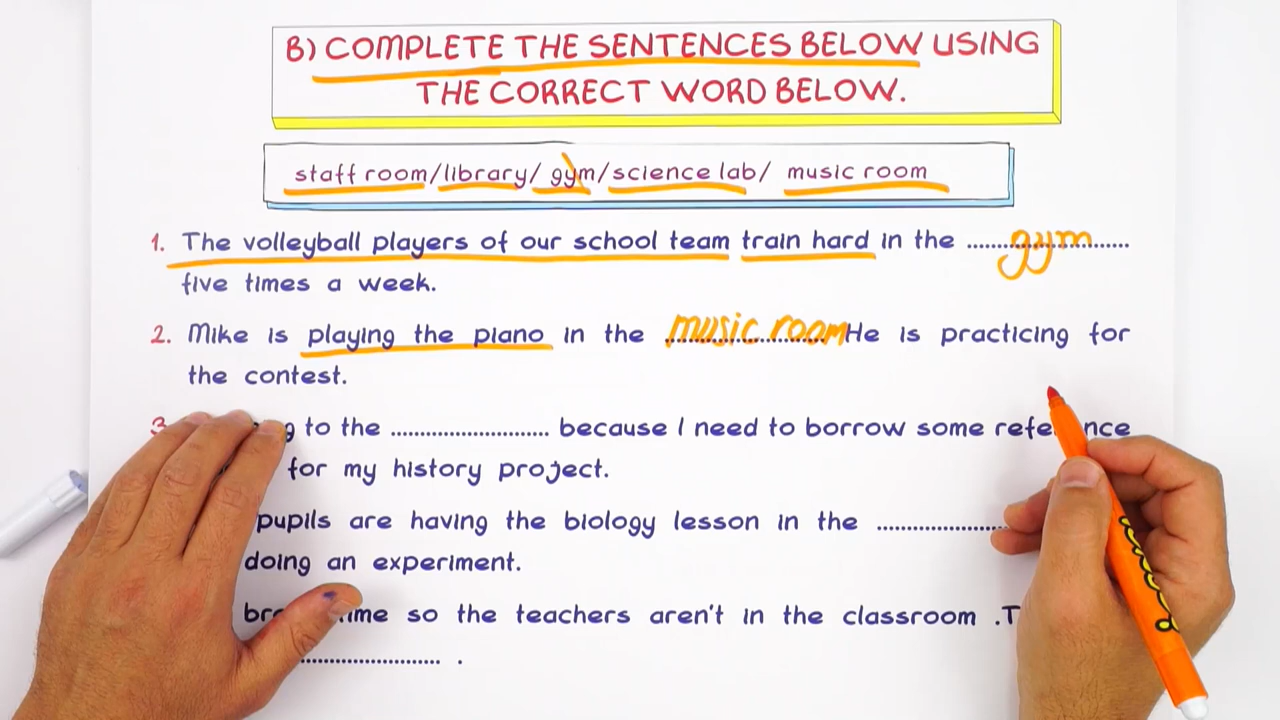 B) COMPLETE THE SENTENCES BELOW USING
THE CORRECT WORD BELOW.
staff room/library/ gym/science lab/ music room
1. The volleyball players of our school team train hard in the ......gym......
five times a week.
2. Mike is playing the piano in the music room He is practicing for
the contest.
3. to the .......................... because I need to borrow some
for my history project.
pupils are having the biology lesson in the .....................
doing an experiment.
so the teachers aren't in the classroom .
....................... .